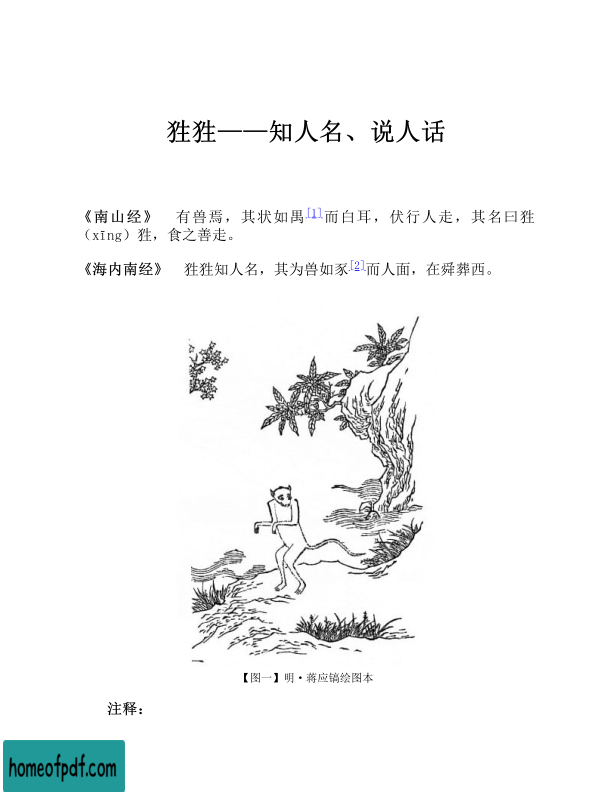 狌狌——知人名、说人话
《南山经》　有兽焉，其状如禺[1]而白耳，伏行人走，其名曰狌
（xīng）狌，食之善走。
《海内南经》　狌狌知人名，其为兽如豕[2]而人面，在舜葬西。
【图一】明·蒋应镐绘图本
注释：
homeofpdf.com